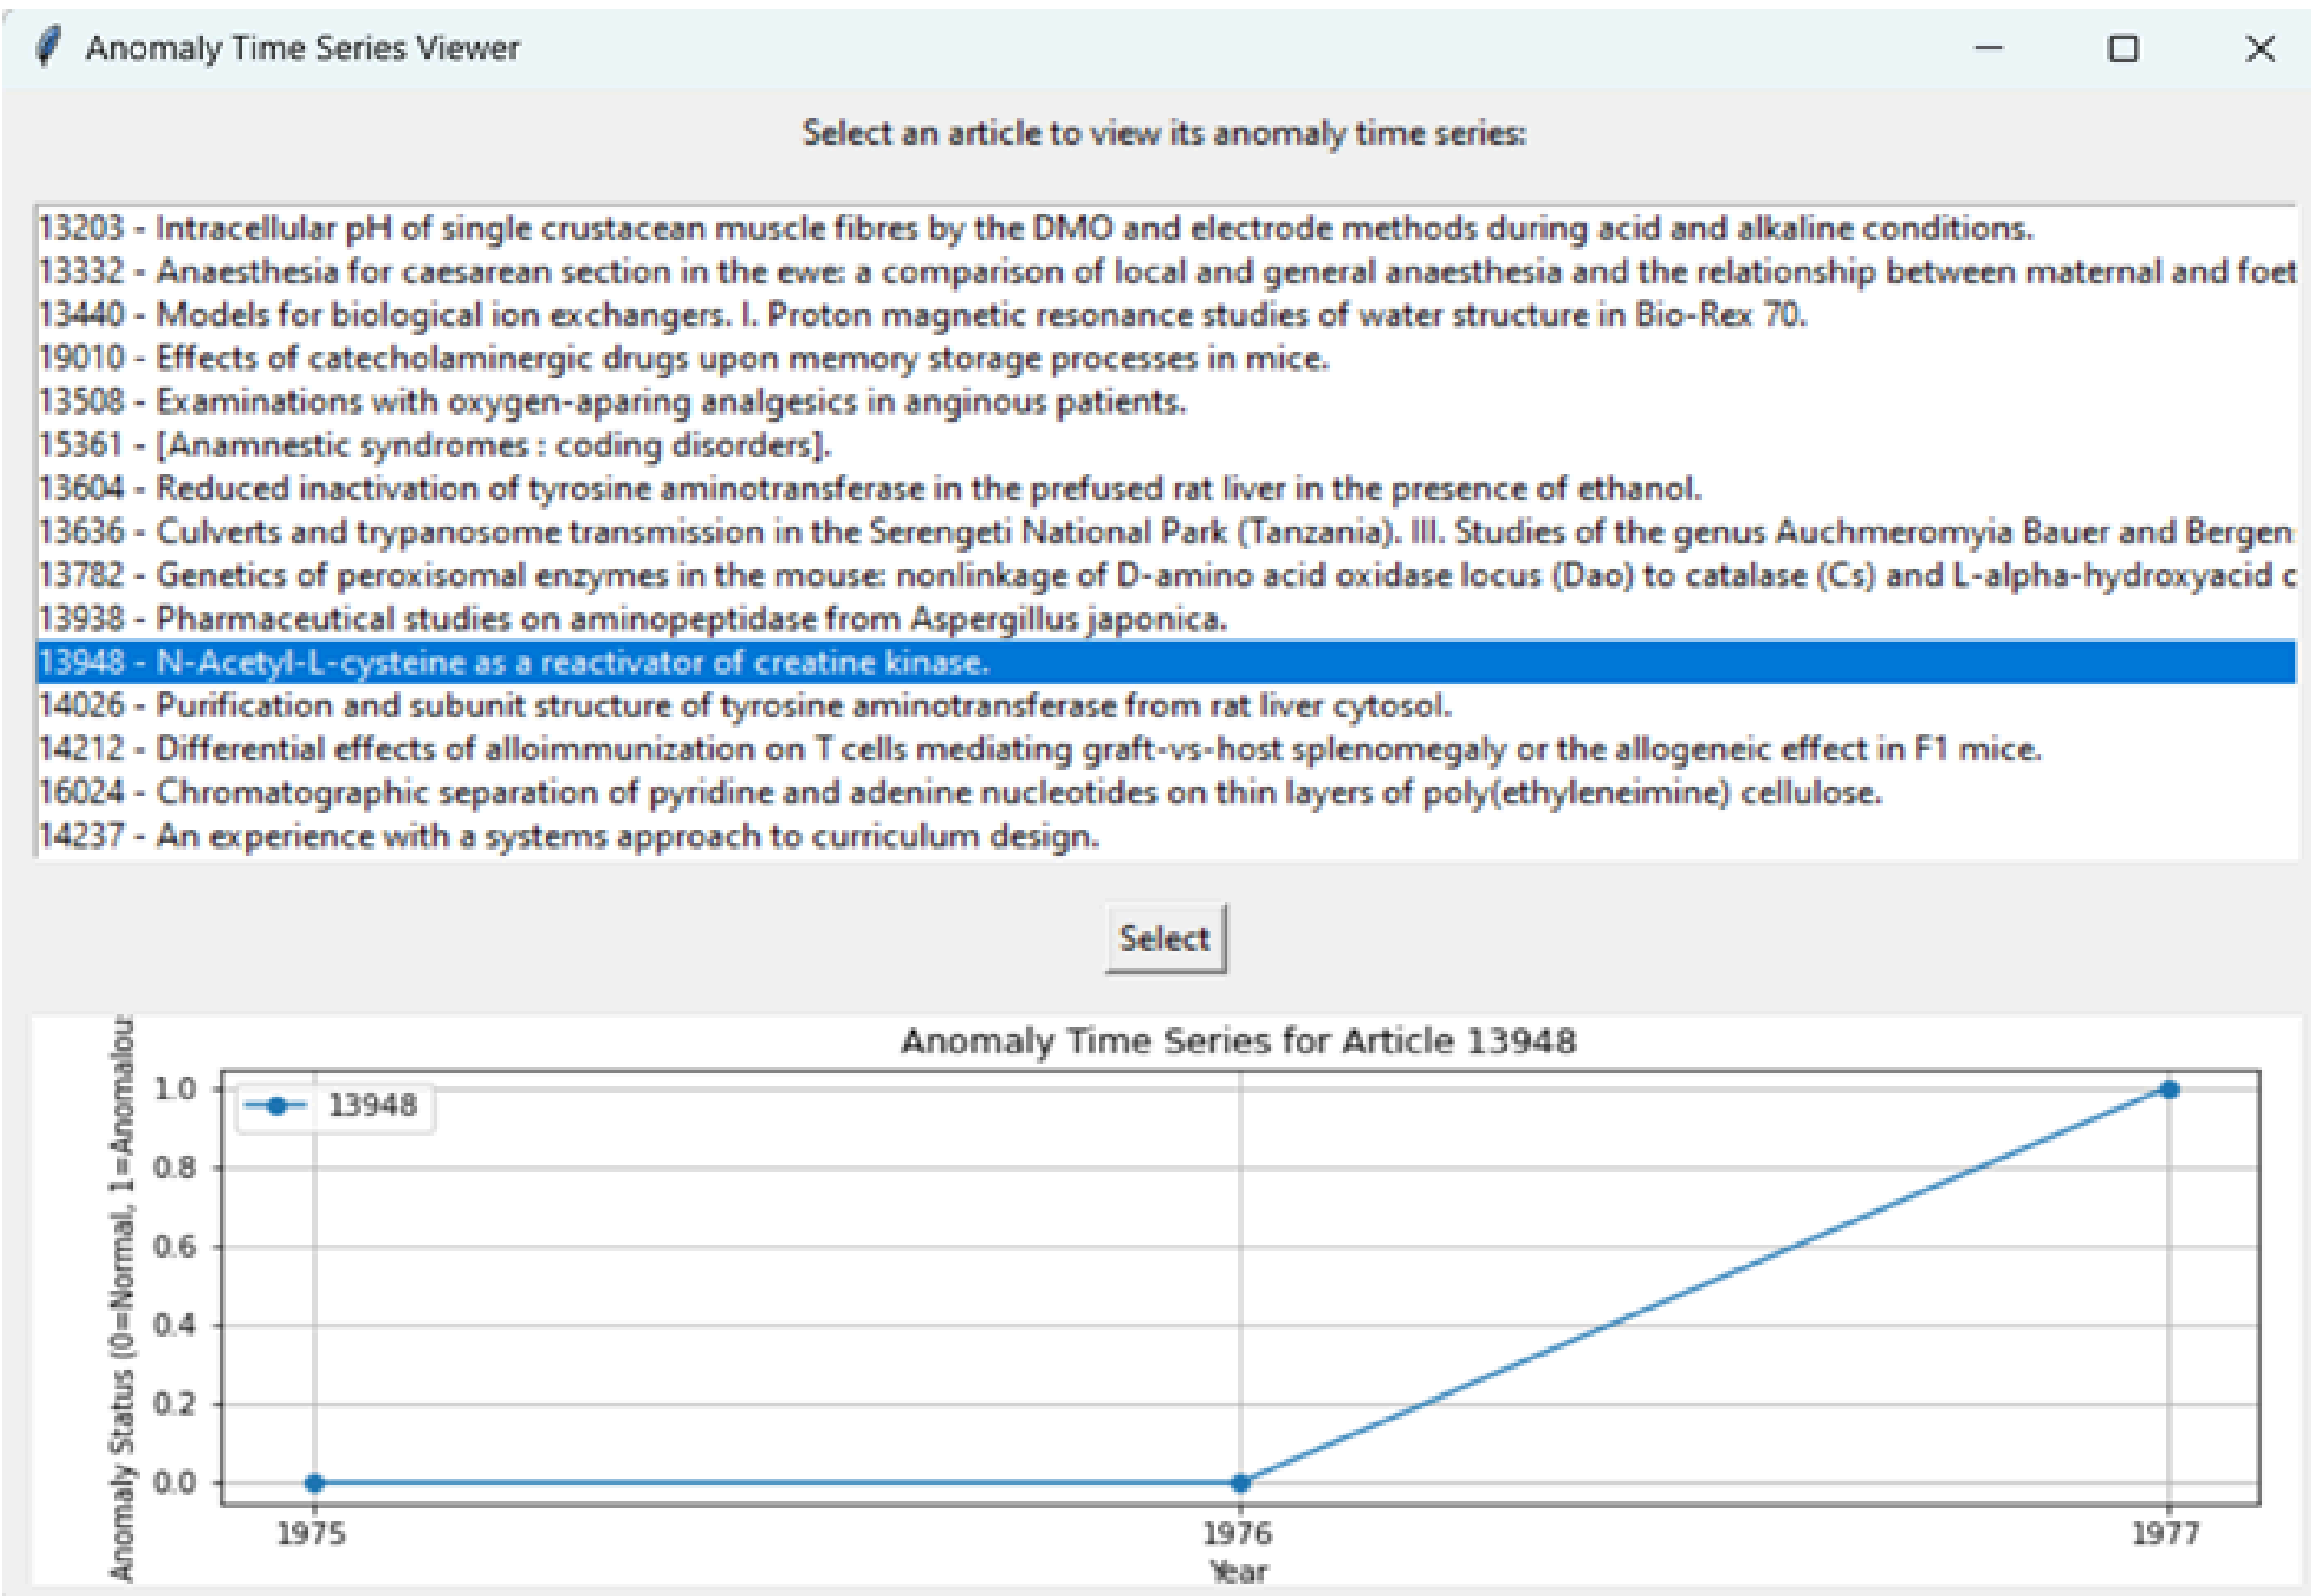 Anomaly Time Series Viewer
Select an article to view its anomaly time series:
13203 - Intracellular pH of single crustacean muscle fibres by the DMO and electrode methods during acid and alkaline conditions.
13332 - Anaesthesia for caesarean section in the ewe: a comparison of local and general anaesthesia and the relationship between maternal and foet
13440 - Models for biological ion exchangers. I. Proton magnetic resonance studies of water structure in Bio-Rex 70.
19010 - Effects of catecholaminergic drugs upon memory storage processes in mice.
13508 - Examinations with oxygen-aparing analgesics in anginous patients.
15361 - [Anamnestic syndromes : coding disorders].
13604 - Reduced inactivation of tyrosine aminotransferase in the prefused rat liver in the presence of ethanol.
13636 - Culverts and trypanosome transmission in the Serengeti National Park (Tanzania). III. Studies of the genus Auchmeromyia Bauer and Bergen
13782 - Genetics of peroxisomal enzymes in the mouse: nonlinkage of D-amino acid oxidase locus (Dao) to catalase (Cs) and L-alpha-hydroxyacid c
13938 - Pharmaceutical studies on aminopeptidase from Aspergillus japonica.
13948 - N-Acetyl-L-cysteine as a reactivator of creatine kinase.
14026 - Purification and subunit structure of tyrosine aminotransferase from rat liver cytosol.
14212 - Differential effects of alloimmunization on T cells mediating graft-vs-host splenomegaly or the allogeneic effect in F1 mice.
16024 - Chromatographic separation of pyridine and adenine nucleotides on thin layers of poly(ethyleneimine) cellulose.
14237 - An experience with a systems approach to curriculum design.
Select
Anomaly Time Series for Article 13948
Anomaly Status (0=Normal, 1=Anomalou
1.0
0.8
0.6
0.4
0.2
0.0
13948
1975
1976
1977
Year